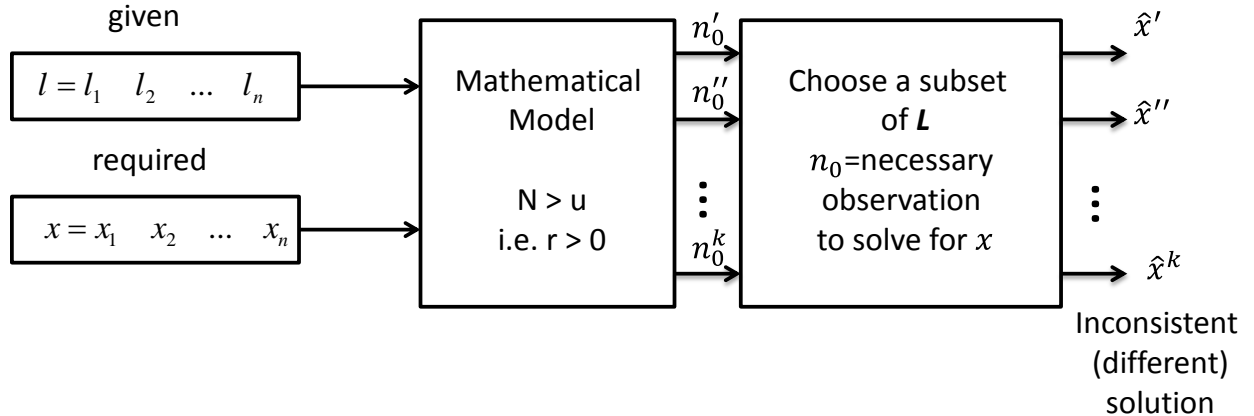 given
l = l₁ l₂ ... lₙ
required
x = x₁ x₂ ... xₙ
Mathematical
Model
N > u
i.e. r > 0
n₀′
n₀′′
⋮
n₀ᵏ
Choose a subset
of L
n₀=necessary
observation
to solve for x
x̂′
x̂′′
⋮
x̂ᵏ
Inconsistent
(different)
solution